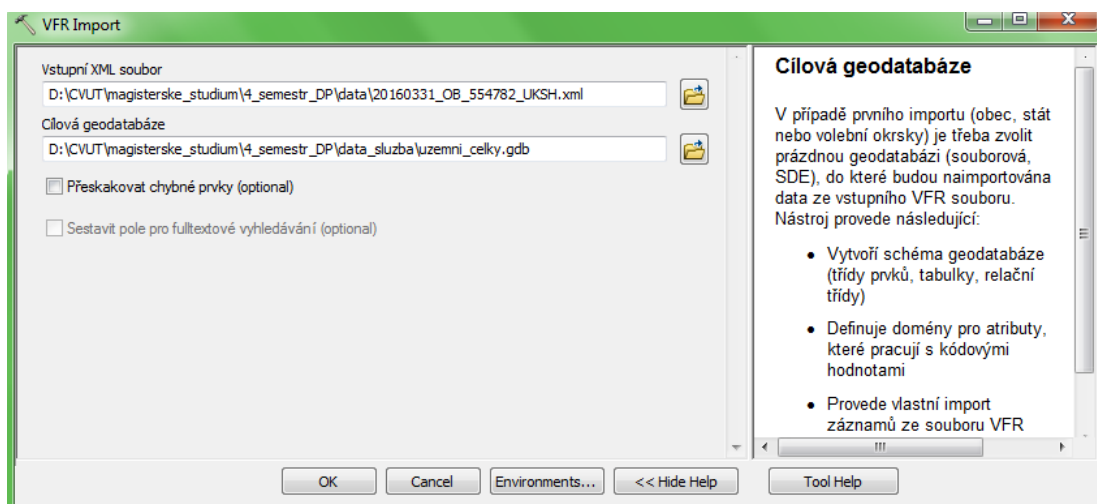 VFR Import
Vstupní XML soubor
D:\CVUT\magisterske_studium\4_semestr_DP\data\20160331_OB_554782_UKSH.xml
Cílová geodatabáze
D:\CVUT\magisterske_studium\4_semestr_DP\data_sluzba\uzemni_celky.gdb
Přeskakovat chybné prvky (optional)
Sestavit pole pro fulltextové vyhledávání (optional)
Cílová geodatabáze
V případě prvního importu (obec, stát
nebo volební okrsky) je třeba zvolit
prázdnou geodatabázi (souborová,
SDE), do které budou naimportována
data ze vstupního VFR souboru.
Nástroj provede následující:
• Vytvoří schéma geodatabáze
(třídy prvků, tabulky, relační
třídy)
• Definuje domény pro atributy,
které pracují s kódovými
hodnotami
• Provede vlastní import
záznamů ze souboru VFR
OK
Cancel
Environments...
<< Hide Help
Tool Help